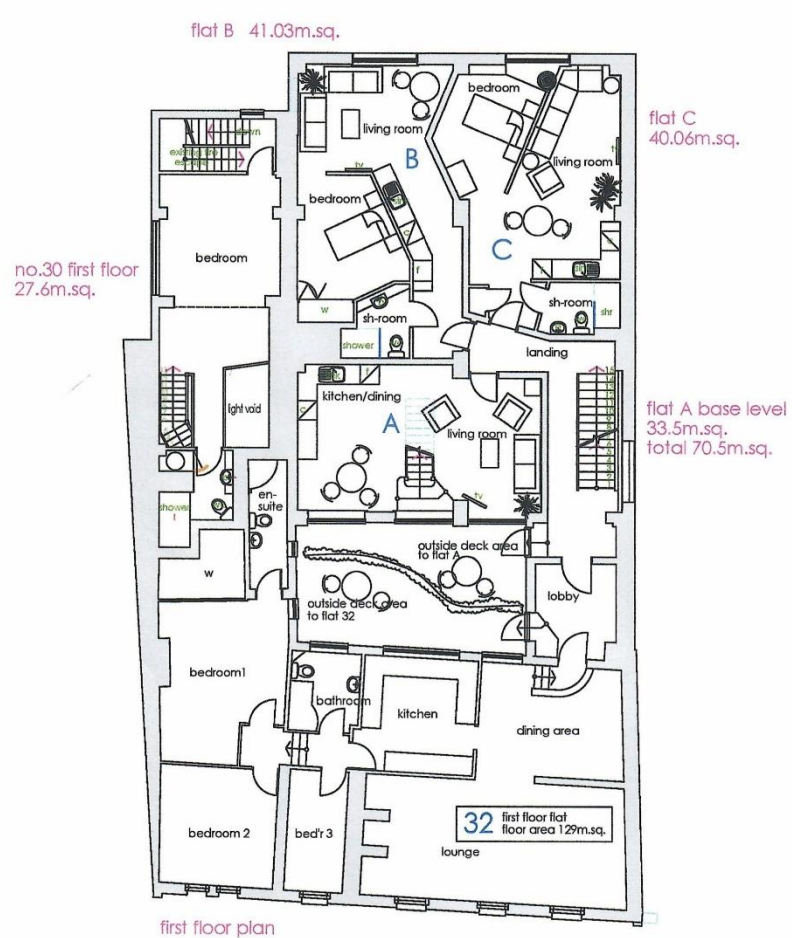 flat B 41.03m.sq.
bedroom
flat C
40.06m.sq.
living room
B
living room
down
existing fire
escape
tv
bedroom
C
bedroom
no.30 first floor
27.6m.sq.
f
w
sh-room
sh-room
shr
shower
landing
kitchen/dining
light void
A
living room
flat A base level
33.5m.sq.
total 70.5m.sq.
tv
en-
suite
shower
outside deck area
to flat A
w
lobby
outside deck area
to flat 32
bedroom1
bathroom
kitchen
dining area
32
first floor flat
floor area 129m.sq.
bedroom 2
bed'r 3
lounge
first floor plan